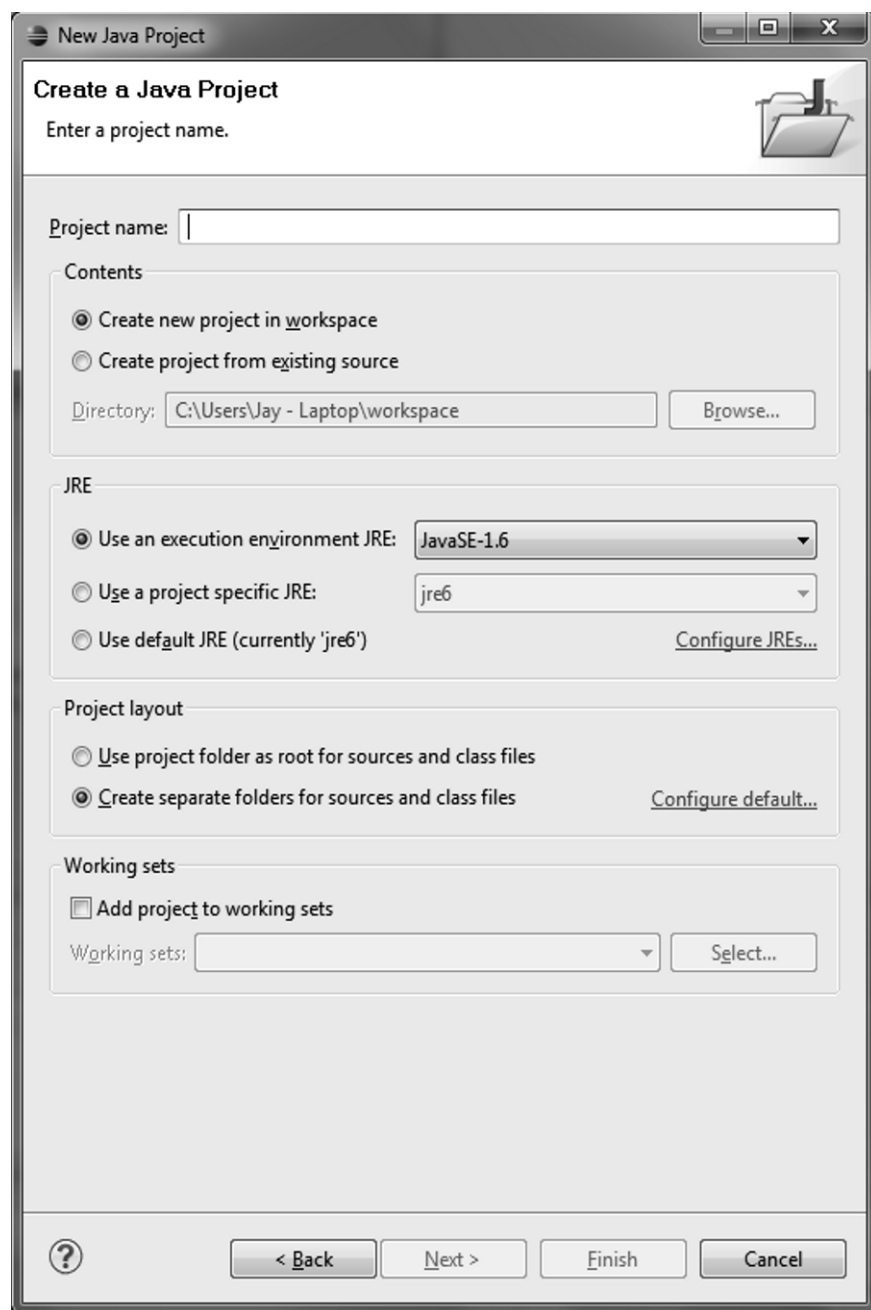 New Java Project
Create a Java Project
Enter a project name.
Project name:
Contents
Create new project in workspace
Create project from existing source
Directory: C:\Users\Jay - Laptop\workspace Browse...
JRE
Use an execution environment JRE: JavaSE-1.6
Use a project specific JRE: jre6
Use default JRE (currently 'jre6') Configure JREs...
Project layout
Use project folder as root for sources and class files
Create separate folders for sources and class files Configure default...
Working sets
Add project to working sets
Working sets: Select...
? < Back Next > Finish Cancel